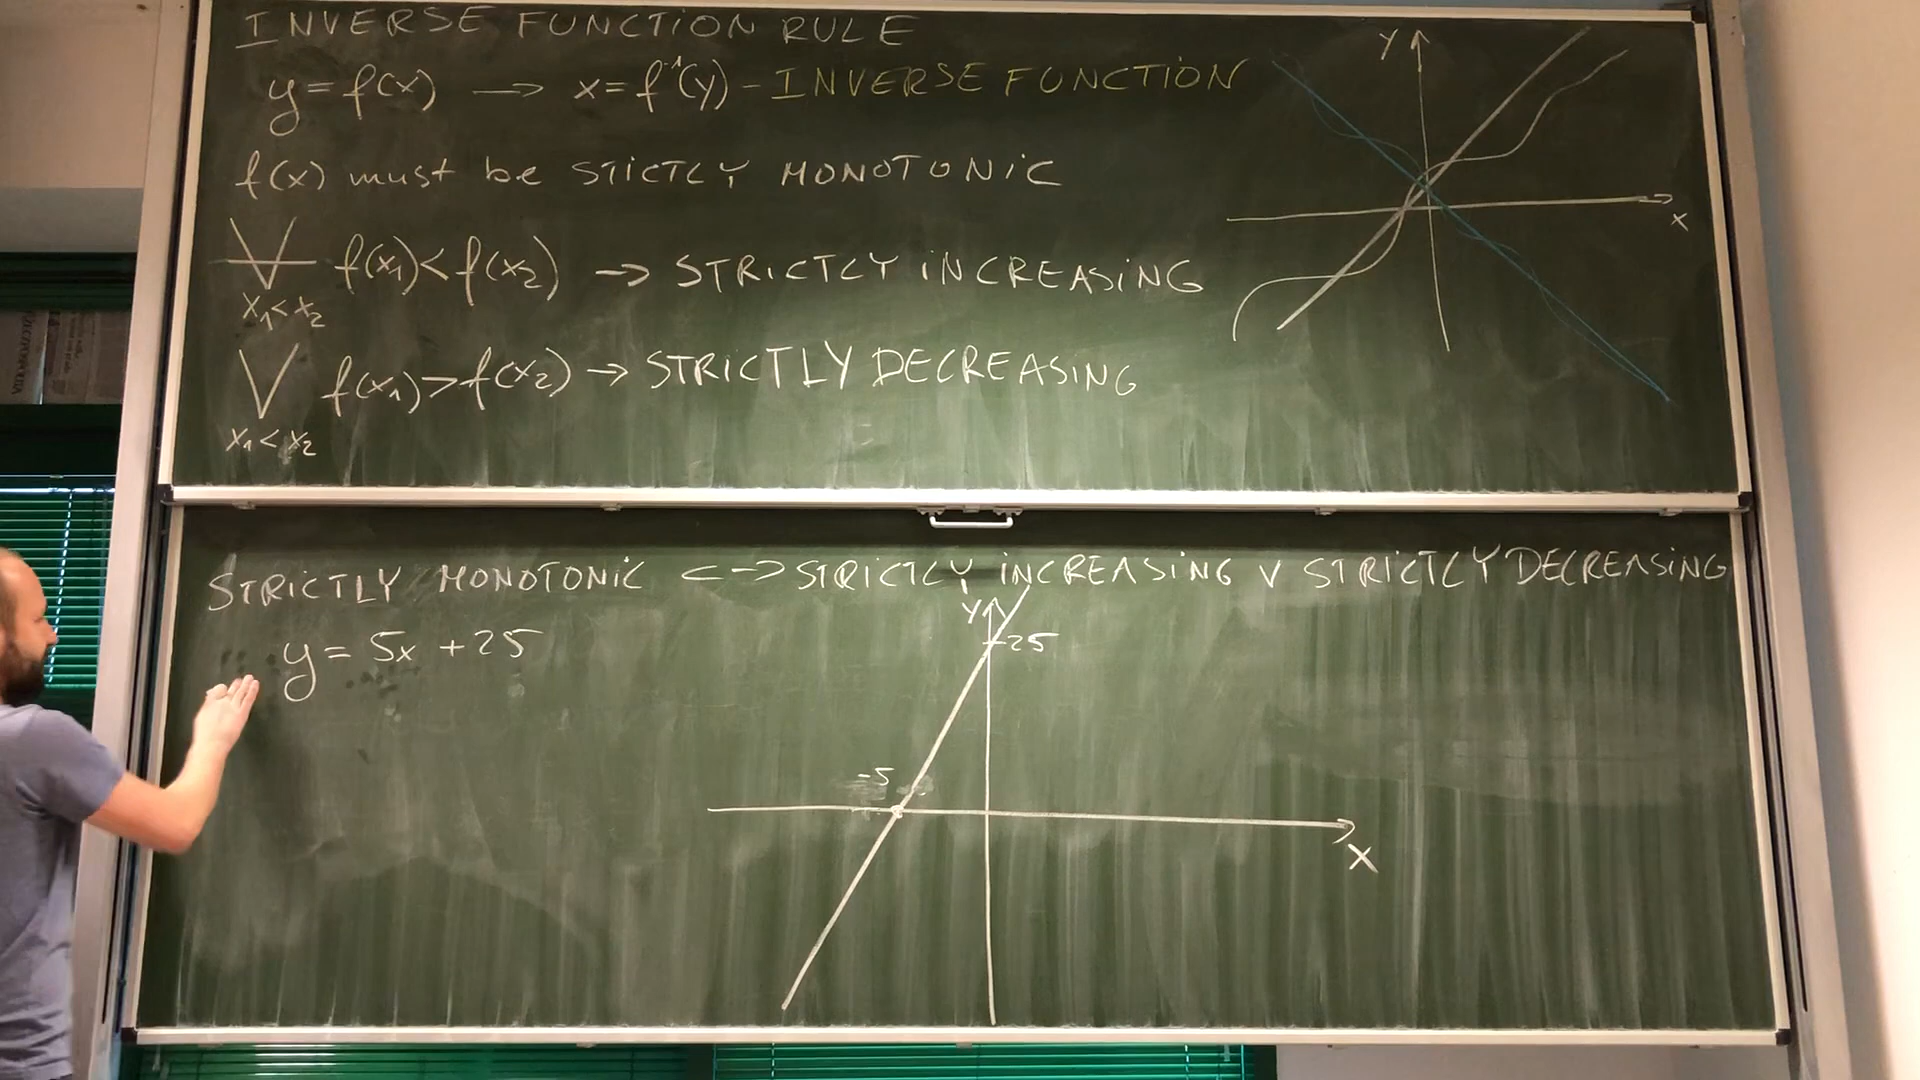 INVERSE FUNCTION RULE
y = f(x) → x = f⁻¹(y) - INVERSE FUNCTION
f(x) must be STICTLY MONOTONIC
∀ f(x₁) < f(x₂) → STRICTLY INCREASING
x₁ < x₂
∀ f(x₁) > f(x₂) → STRICTLY DECREASING
x₁ < x₂
y
x
STRICTLY MONOTONIC <-> STRICTLY INCREASING ∨ STRICTLY DECREASING
y = 5x + 25
y
25
-5
x